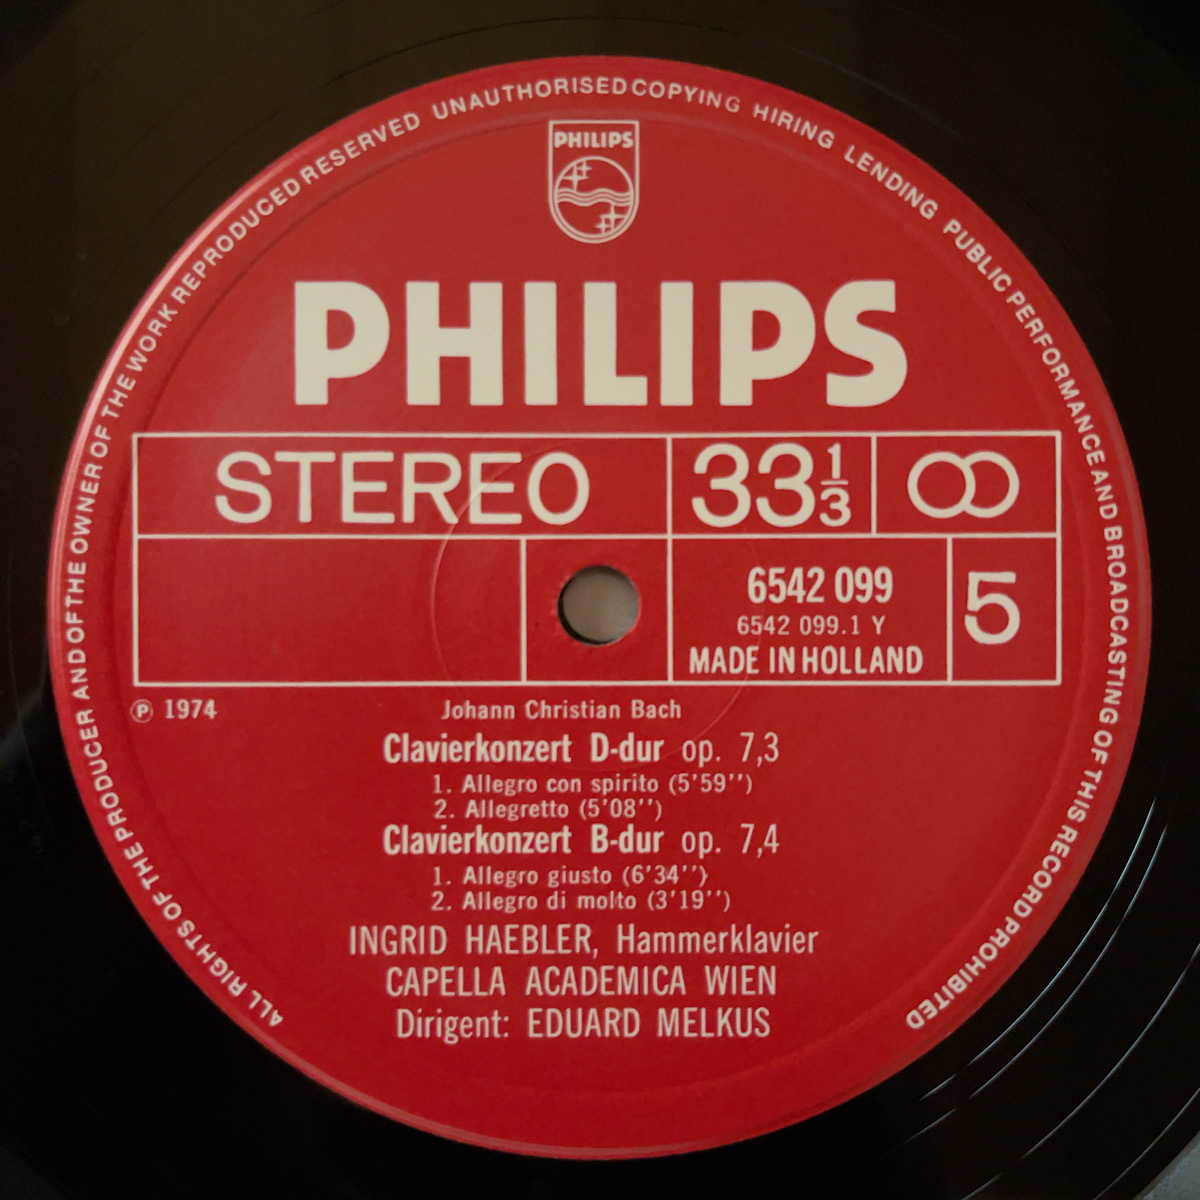 ALL RIGHTS OF THE PRODUCER AND OF THE OWNER OF THE WORK REPRODUCED RESERVED UNAUTHORISED COPYING HIRING LENDING PUBLIC PERFORMANCE AND BROADCASTING OF THIS RECORD PROHIBITED
PHILIPS
PHILIPS
STEREO 33 1/3
6542 099
6542 099.1 Y
MADE IN HOLLAND
5
℗ 1974
Johann Christian Bach
Clavierkonzert D-dur op. 7,3
1. Allegro con spirito (5'59'')
2. Allegretto (5'08'')
Clavierkonzert B-dur op. 7,4
1. Allegro giusto (6'34'')
2. Allegro di molto (3'19'')
INGRID HAEBLER, Hammerklavier
CAPELLA ACADEMICA WIEN
Dirigent: EDUARD MELKUS